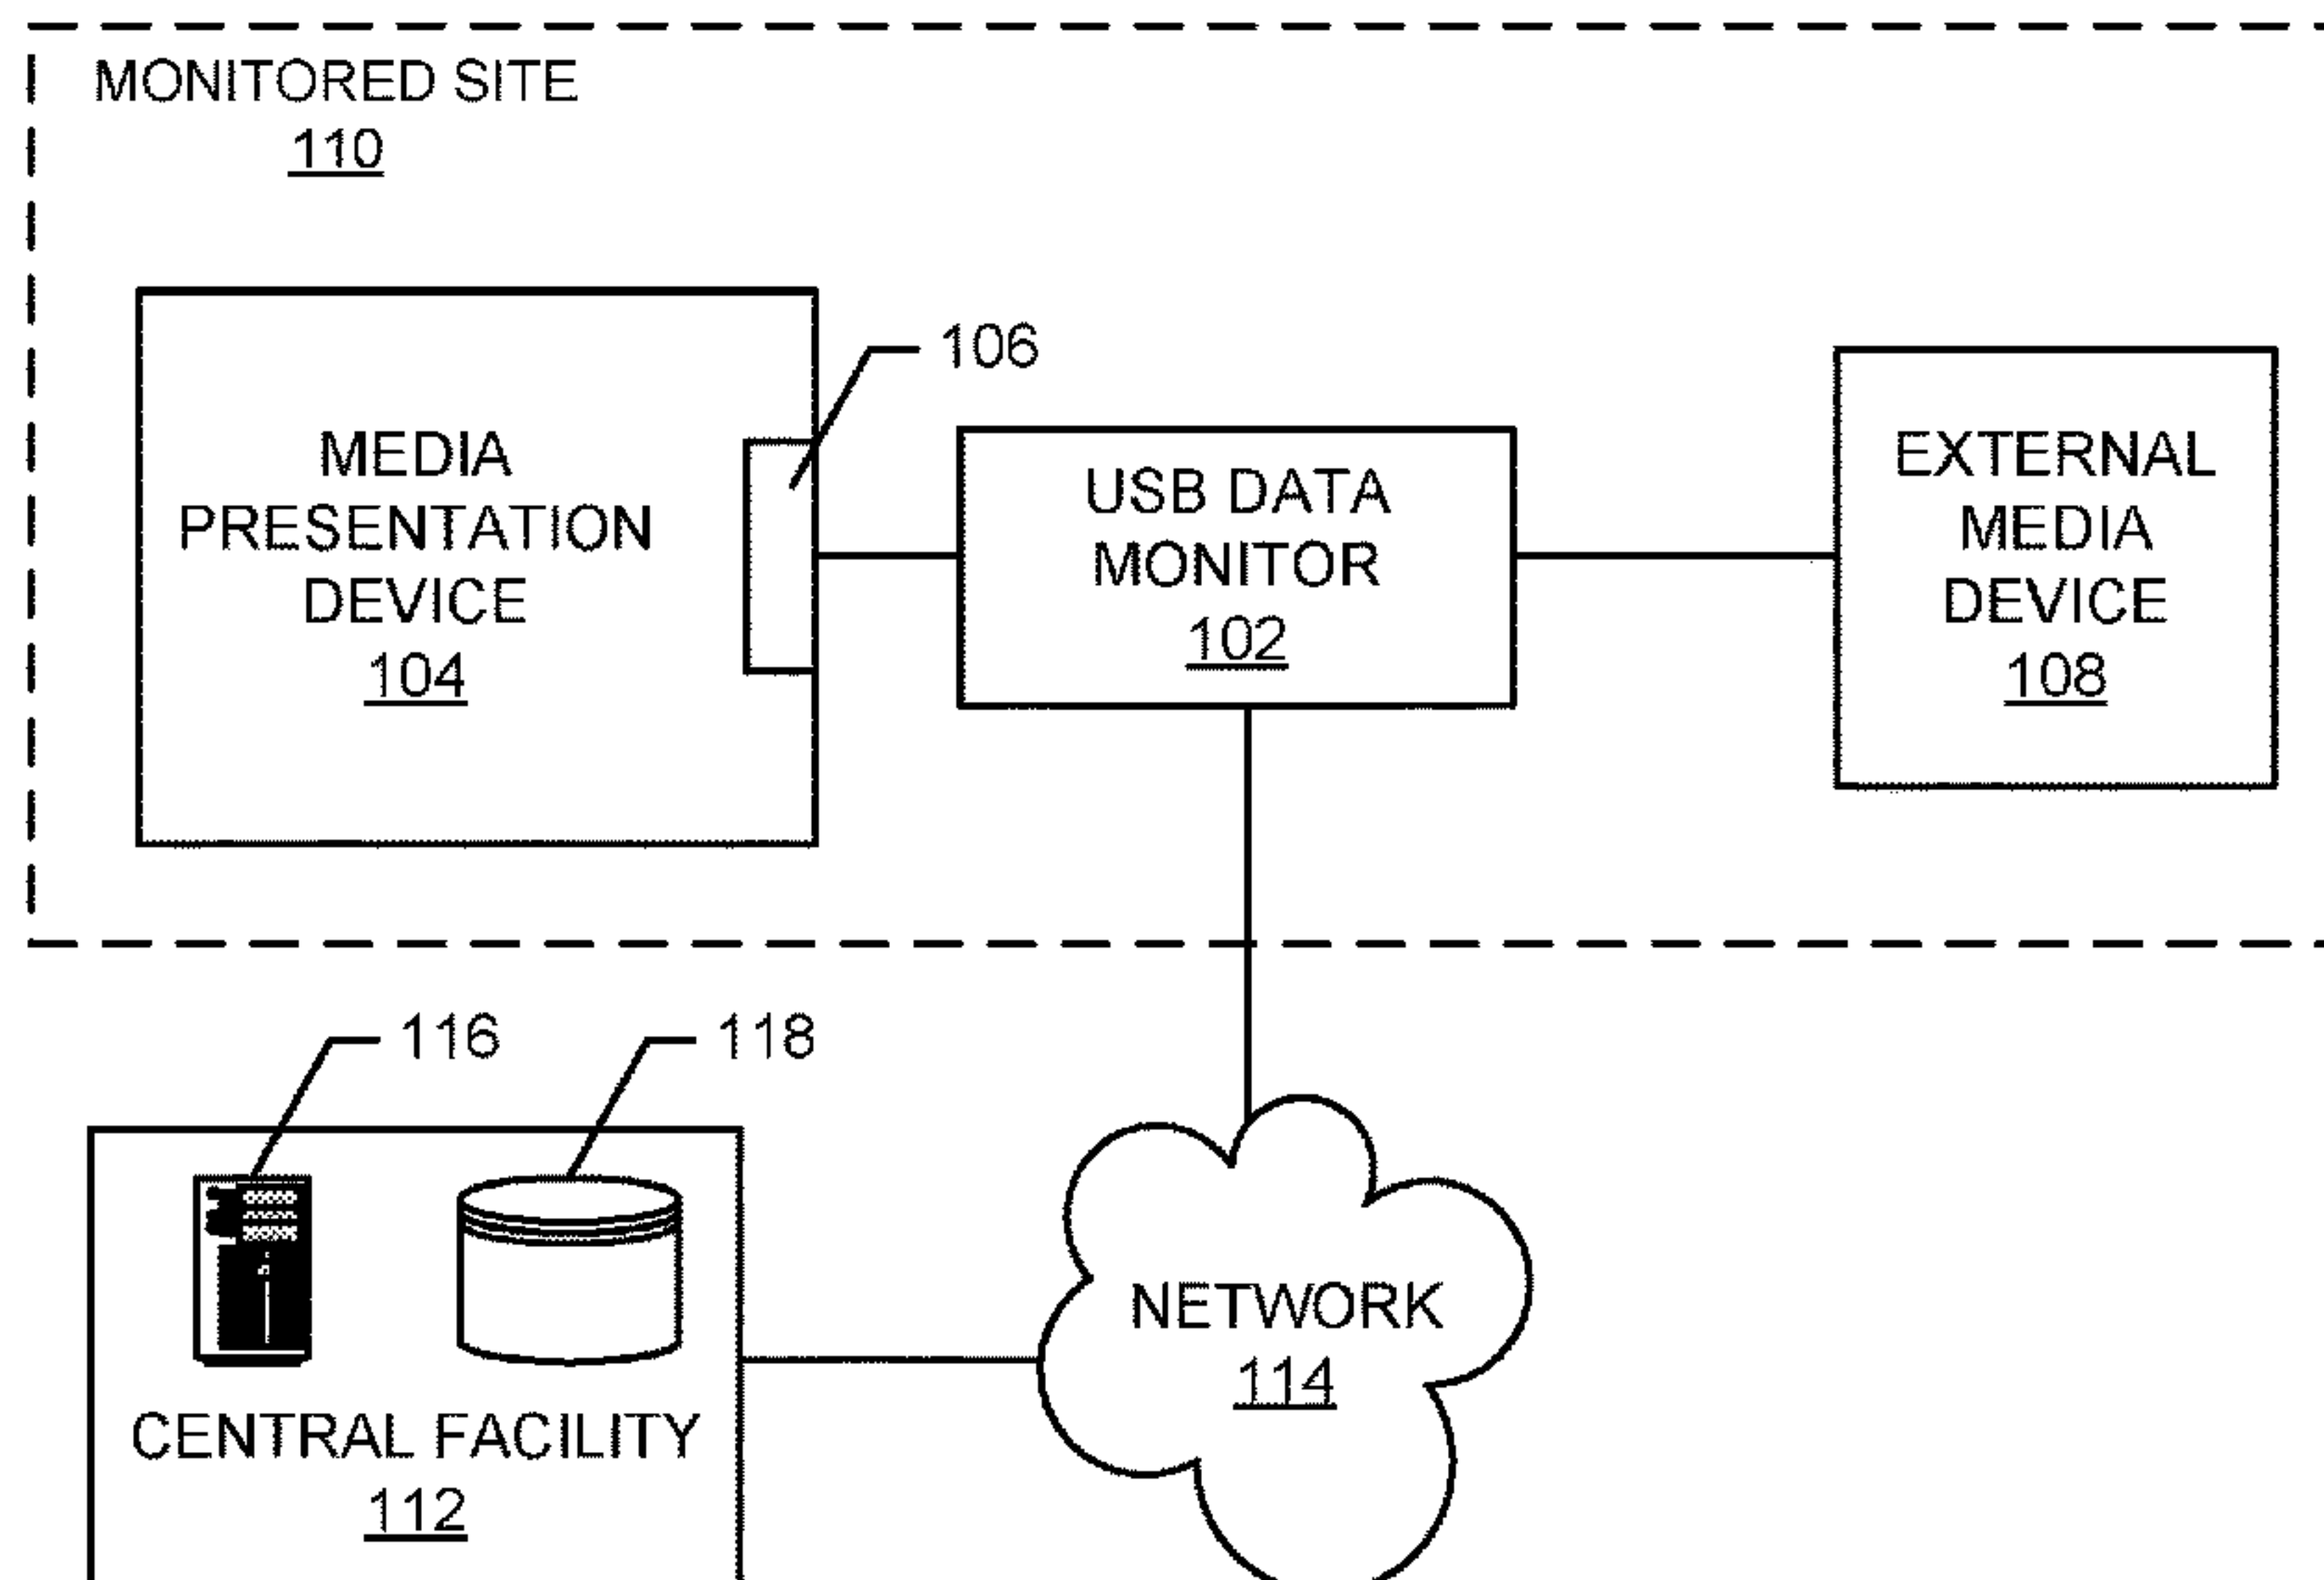 MONITORED SITE
110
106
MEDIA
PRESENTATION
DEVICE
104
USB DATA
MONITOR
102
EXTERNAL
MEDIA
DEVICE
108
116
118
CENTRAL FACILITY
112
NETWORK
114